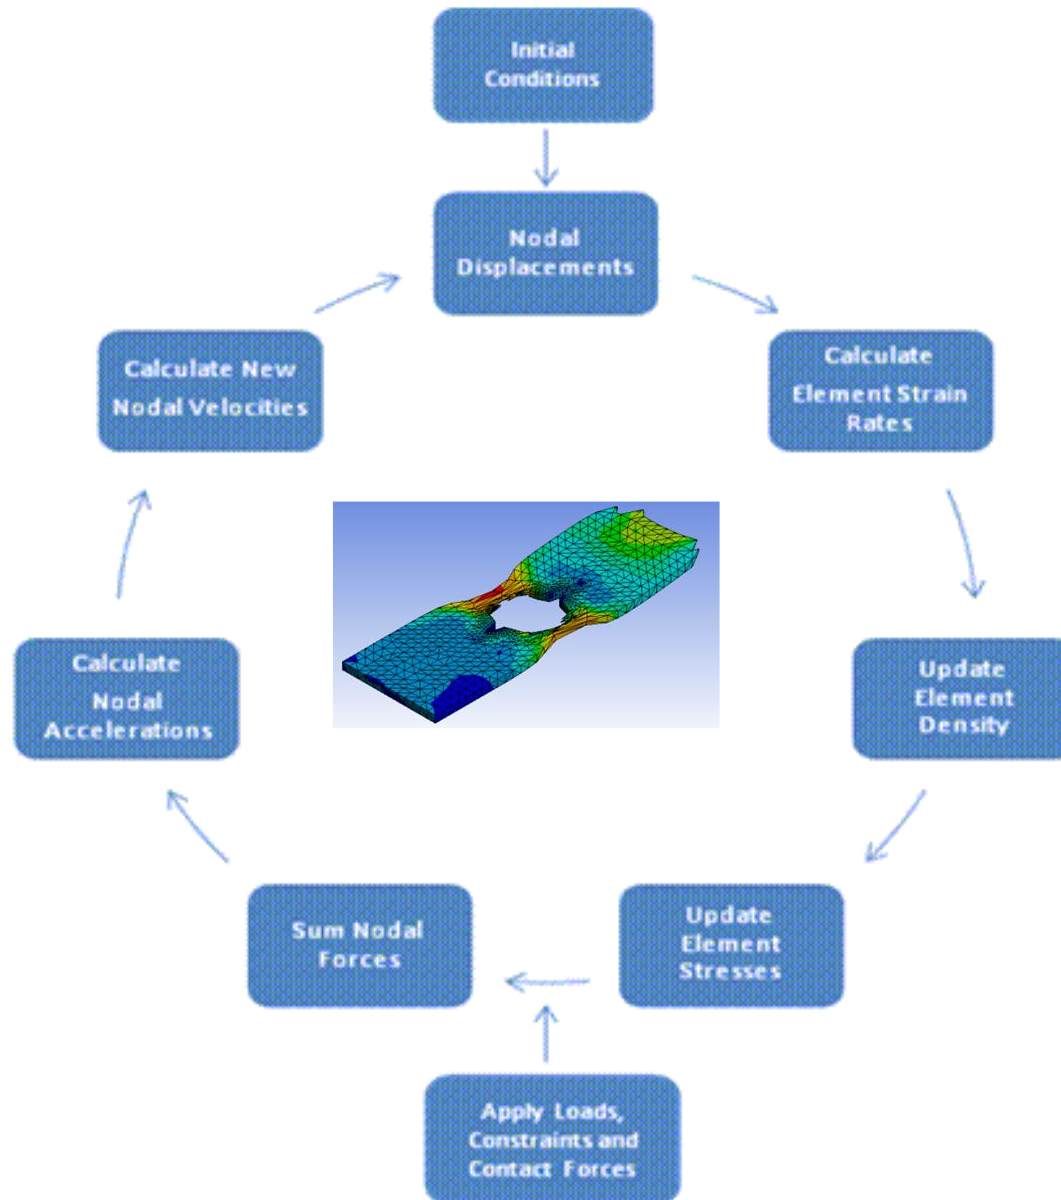 Initial
Conditions
Nodal
Displacements
Calculate
Element Strain
Rates
Update
Element
Density
Update
Element
Stresses
Apply Loads,
Constraints and
Contact Forces
Sum Nodal
Forces
Calculate
Nodal
Accelerations
Calculate New
Nodal Velocities